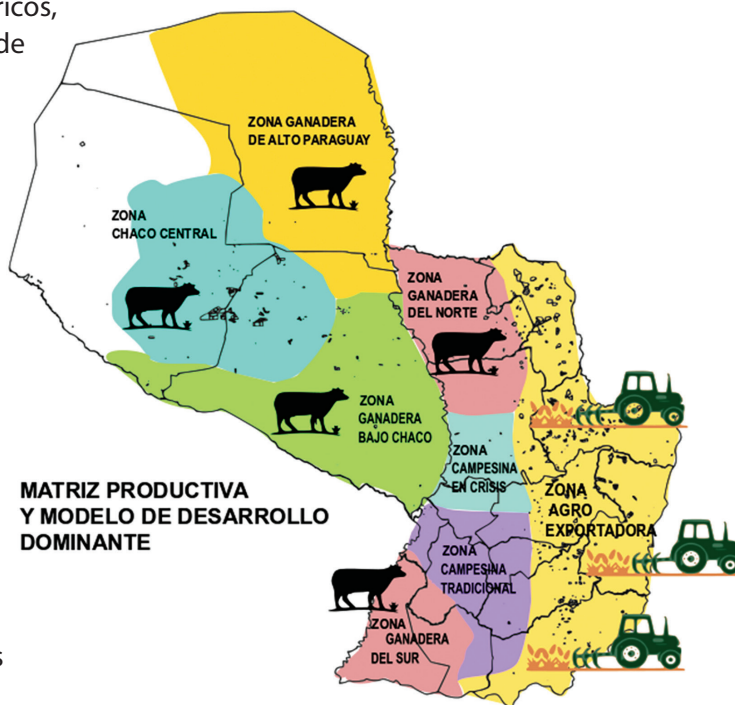 ricos,
de
ZONA GANADERA
DE ALTO PARAGUAY
ZONA
CHACO CENTRAL
ZONA
GANADERA
DEL NORTE
ZONA
GANADERA
BAJO CHACO
ZONA
CAMPESINA
EN CRISIS
ZONA
AGRO
EXPORTADORA
MATRIZ PRODUCTIVA
Y MODELO DE DESARROLLO
DOMINANTE
ZONA
CAMPESINA
TRADICIONAL
ZONA
GANADERA
DEL SUR
s